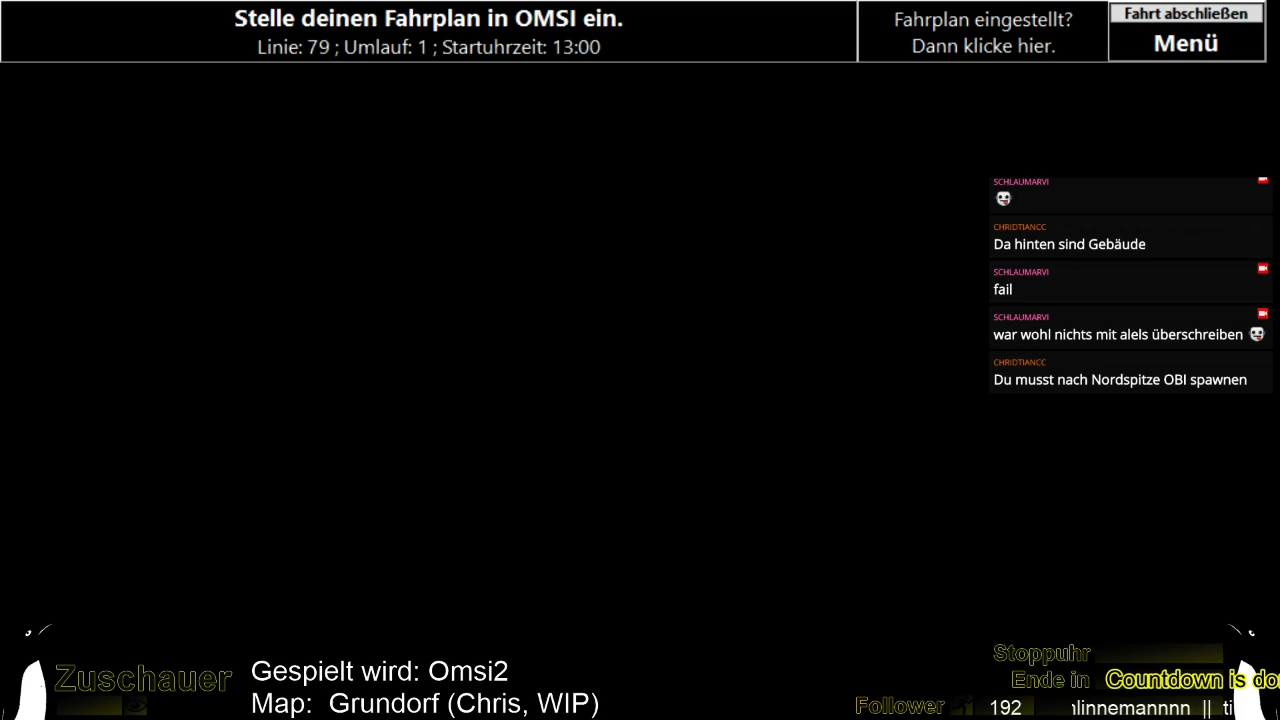 Stelle deinen Fahrplan in OMSI ein.
Linie: 79 ; Umlauf: 1 ; Startuhrzeit: 13:00
Fahrplan eingestellt?
Dann klicke hier.
Fahrt abschließen
Menü
SCHLAUMARVI
CHRIDTIANCC
Da hinten sind Gebäude
SCHLAUMARVI
fail
SCHLAUMARVI
war wohl nichts mit alels überschreiben
CHRIDTIANCC
Du musst nach Nordspitze OBI spawnen
Zuschauer
Gespielt wird: Omsi2
Map: Grundorf (Chris, WIP)
Stoppuhr
Ende in Countdown is
Follower 192 ||